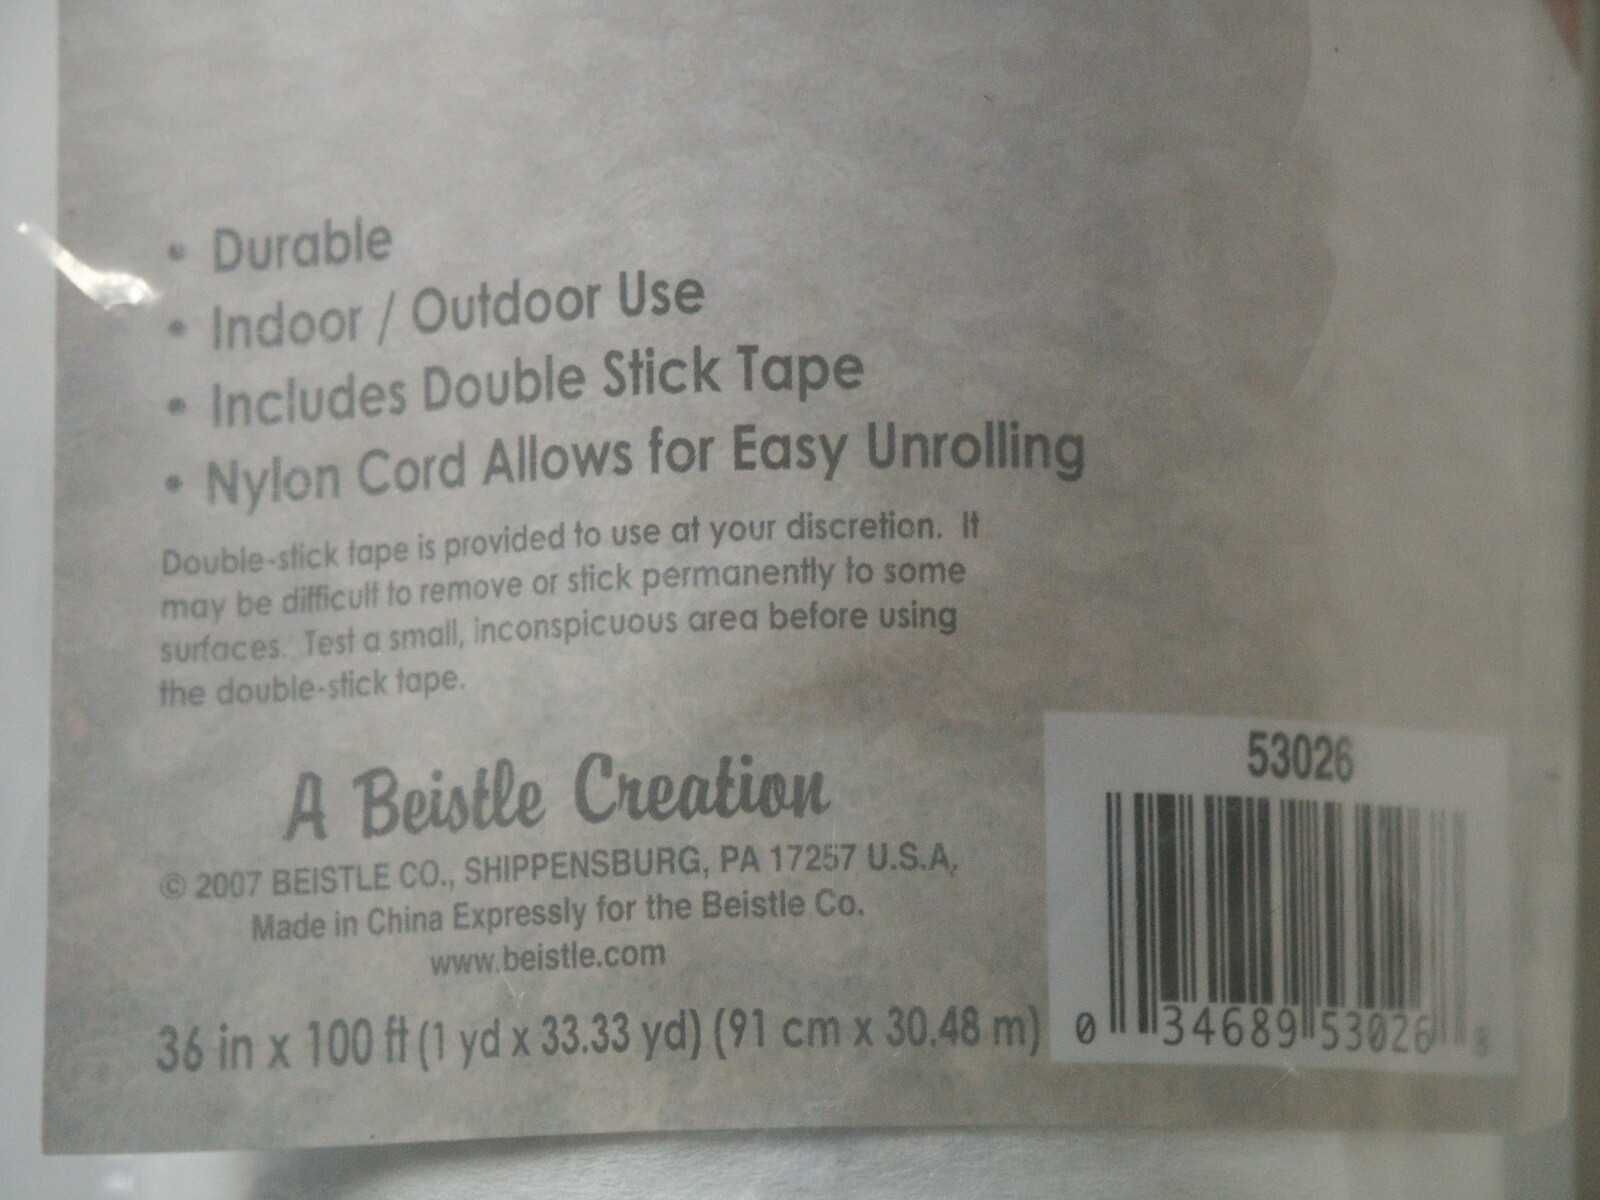 • Durable
• Indoor / Outdoor Use
• Includes Double Stick Tape
• Nylon Cord Allows for Easy Unrolling
Double-stick tape is provided to use at your discretion. It
may be difficult to remove or stick permanently to some
surfaces. Test a small, inconspicuous area before using
the double-stick tape.
A Beistle Creation
© 2007 BEISTLE CO., SHIPPENSBURG, PA 17257 U.S.A.
Made in China Expressly for the Beistle Co.
www.beistle.com
36 in x 100 ft (1 yd x 33.33 yd) (91 cm x 30.48 m)
53026
0 34689 53026